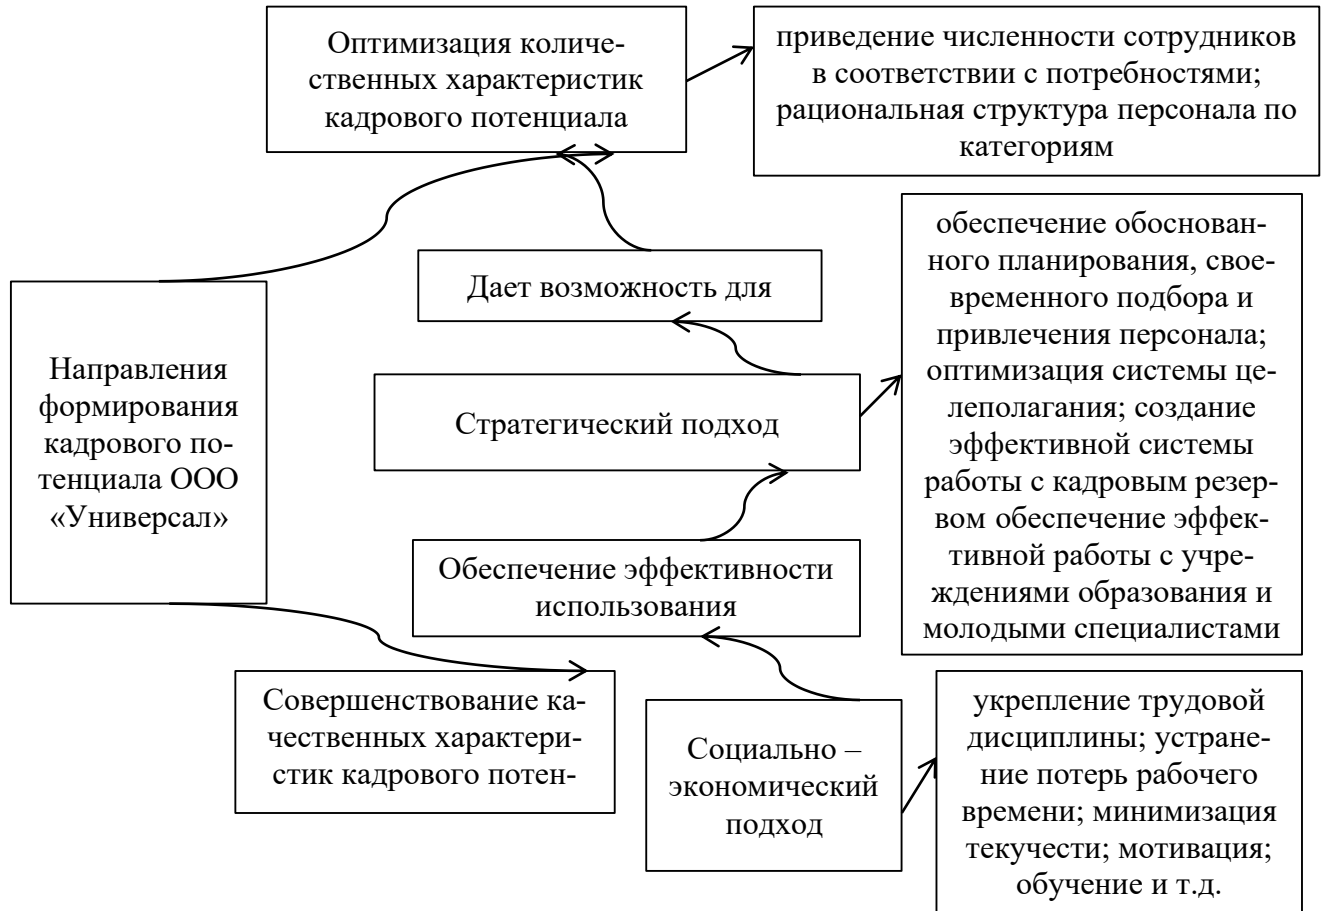 Оптимизация количе-
ственных характеристик
кадрового потенциала
приведение численности сотрудников
в соответствии с потребностями;
рациональная структура персонала по
категориям
Дает возможность для
Направления
формирования
кадрового по-
тенциала ООО
«Универсал»
Стратегический подход
обеспечение обоснован-
ного планирования, свое-
временного подбора и
привлечения персонала;
оптимизация системы це-
леполагания; создание
эффективной системы
работы с кадровым резер-
вом обеспечение эффек-
тивной работы с учре-
ждениями образования и
молодыми специалистами
Обеспечение эффективности
использования
Совершенствование ка-
чественных характери-
стик кадрового потен-
Социально –
экономический
подход
укрепление трудовой
дисциплины; устране-
ние потерь рабочего
времени; минимизация
текучести; мотивация;
обучение и т.д.